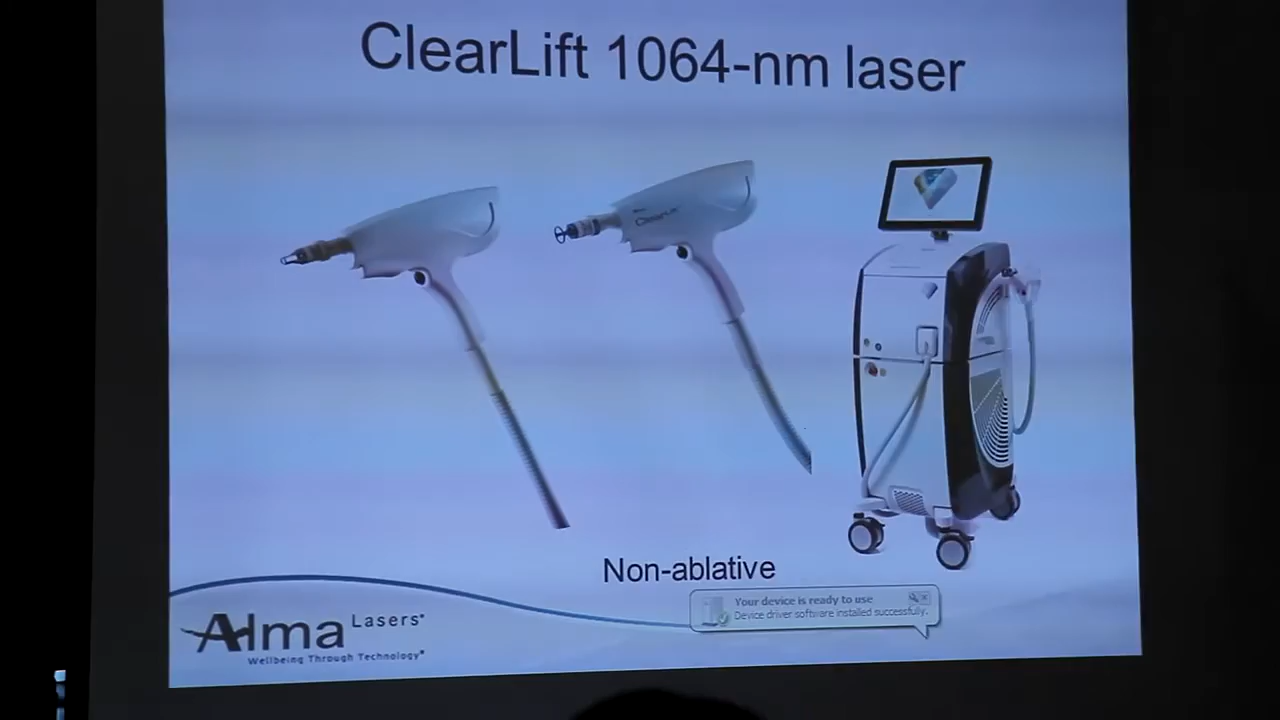 ClearLift 1064-nm laser
ClearLift
Non-ablative
Your device is ready to use
Device driver software installed successfully.
Alma Lasers®
Wellbeing Through Technology®